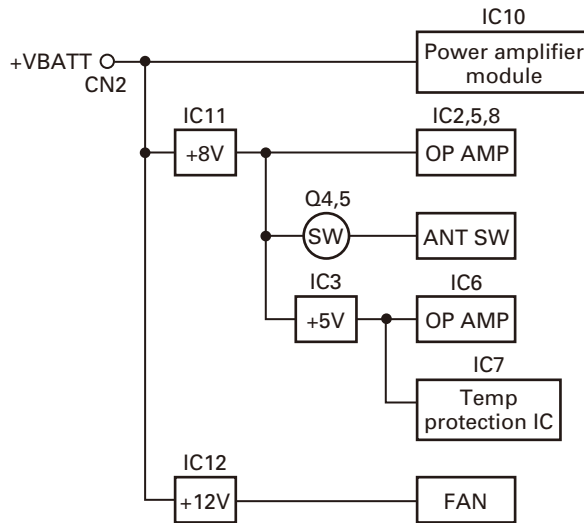 IC10
+VBATT
CN2
Power amplifier
module
IC11
+8V
IC2,5,8
OP AMP
Q4,5
SW
ANT SW
IC3
+5V
IC6
OP AMP
IC7
Temp
protection IC
IC12
+12V
FAN